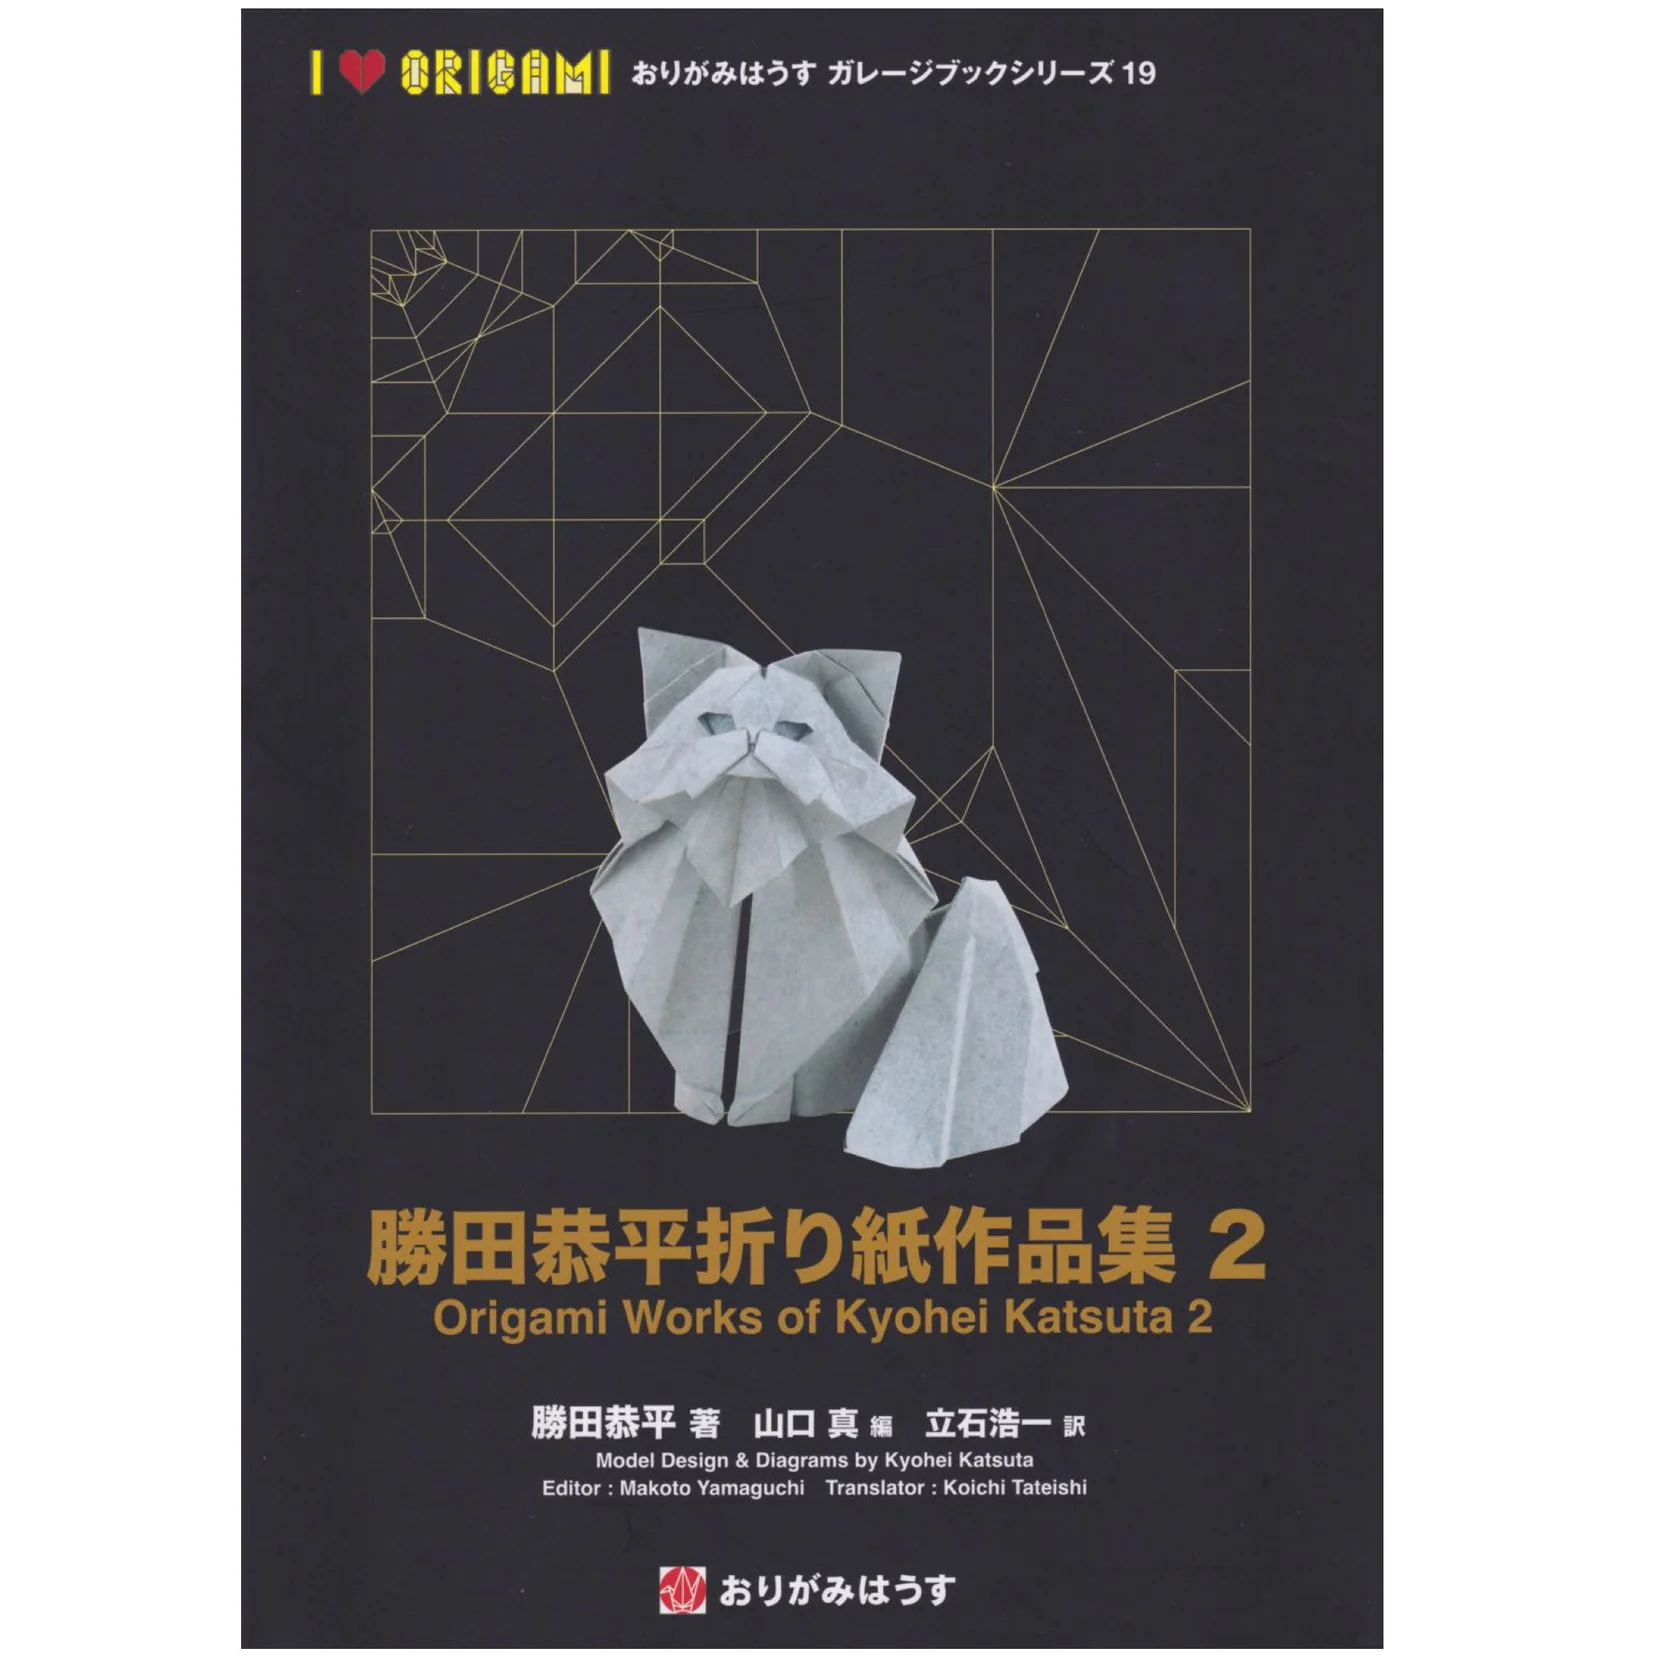 I ♥ ORIGAMI おりがみはうす ガレージブックシリーズ 19
勝田恭平折り紙作品集 2
Origami Works of Kyohei Katsuta 2
勝田恭平 著 山口 真 編 立石浩一 訳
Model Design & Diagrams by Kyohei Katsuta
Editor : Makoto Yamaguchi Translator : Koichi Tateishi
おりがみはうす